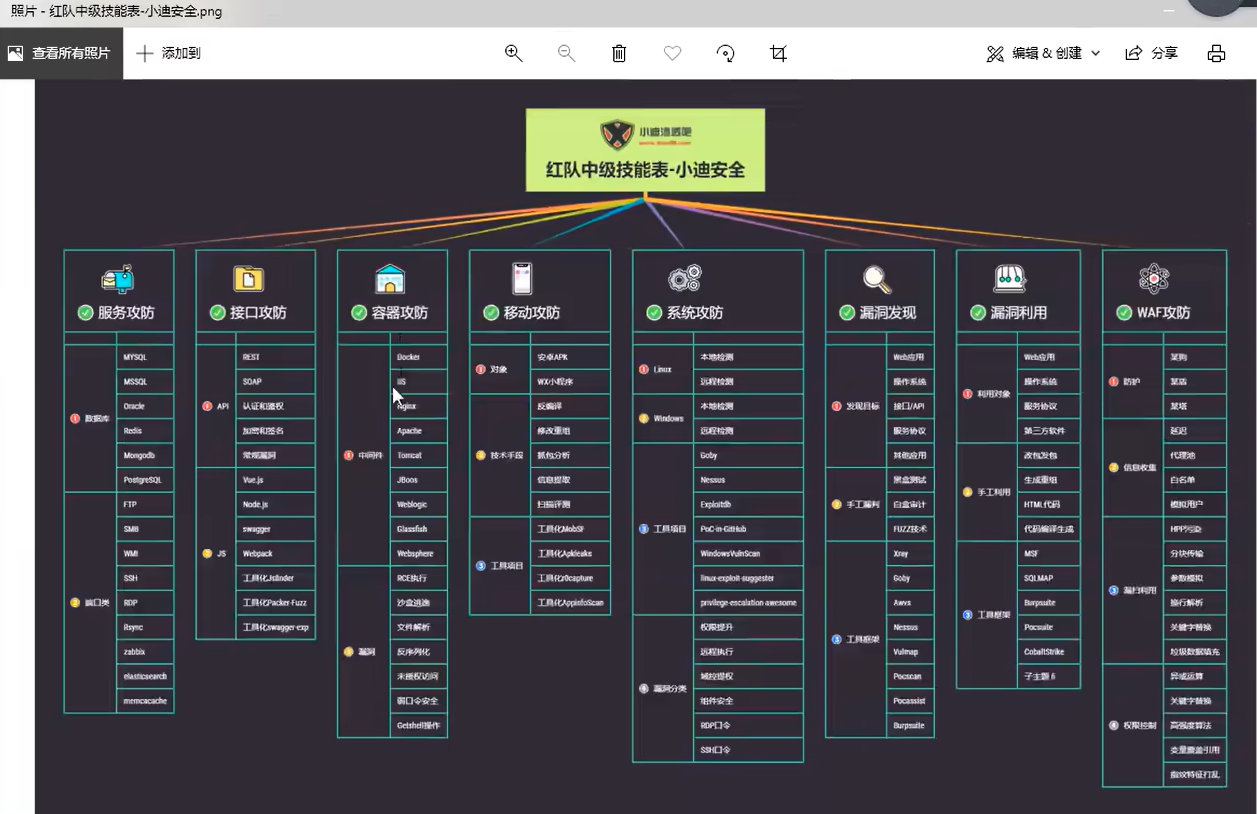 照片 - 红队中级技能表-小迪安全.png
查看所有照片
添加到
编辑 & 创建
分享
小迪渗透吧
红队中级技能表-小迪安全
服务攻防
数据库
MYSQL
MSSQL
Oracle
Redis
Mongodb
PostgreSQL
端口类
FTP
SMB
WMI
SSH
RDP
Rsync
zabbix
elasticsearch
memcacache
接口攻防
API
REST
SOAP
认证和鉴权
加密和签名
常规漏洞
JS
Vue.js
Node.js
swagger
Webpack
工具化Jsfinder
工具化Packer-Fuzz
工具化swagger-exp
容器攻防
中间件
Docker
IIS
Nginx
Apache
Tomcat
JBoos
Weblogic
Glassfish
Websphere
漏洞
RCE执行
沙盒逃逸
文件解析
反序列化
未授权访问
弱口令安全
Getshell操作
移动攻防
对象
安卓APK
WX小程序
技术手段
反编译
修改重组
抓包分析
信息提取
扫描评测
工具项目
工具化MobSF
工具化Apkleaks
工具化r0capture
工具化AppinfoScan
系统攻防
Linux
本地检测
远程检测
Windows
本地检测
远程检测
工具项目
Goby
Nessus
Exploitdb
PoC-in-GitHub
WindowsVulnScan
linux-exploit-suggester
privilege-escalation-awesome
漏洞分类
权限提升
远程执行
域控提权
组件安全
RDP口令
SSH口令
漏洞发现
发现目标
Web应用
操作系统
接口/API
服务协议
其他应用
手工漏判
黑盒测试
白盒审计
FUZZ技术
工具框架
Xray
Goby
Awvs
Nessus
Vulmap
Pocscan
Pocassist
Burpsuite
漏洞利用
利用对象
Web应用
操作系统
服务协议
第三方软件
手工利用
改包发包
生成重组
HTML代码
代码编译生成
工具框架
MSF
SQLMAP
Burpsuite
Pocsuite
CobaltStrike
子主题 6
WAF攻防
防护
某狗
某盾
某塔
信息收集
延迟
代理池
白名单
模拟用户
漏扫利用
HPP污染
分块传输
参数模拟
换行解析
关键字替换
垃圾数据填充
权限控制
异或运算
关键字替换
高强度算法
变量覆盖引用
指纹特征打乱